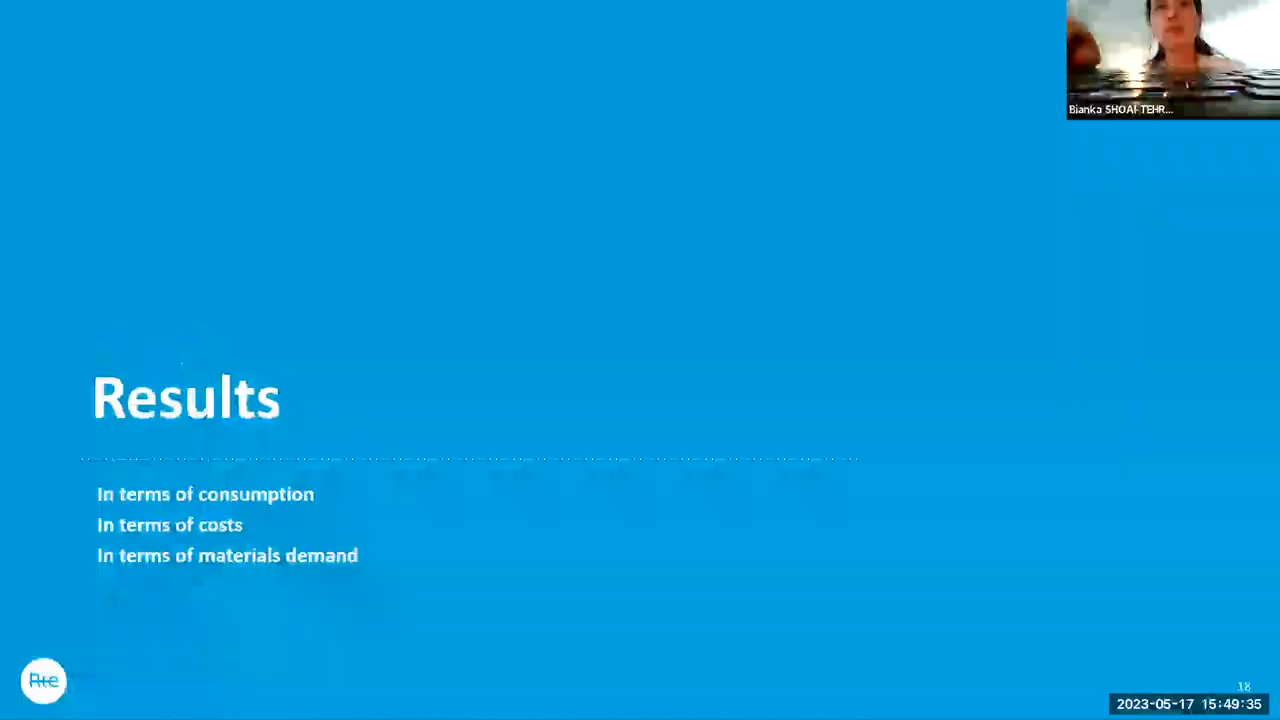 Bianka SHOAI-TEHR...
Results
In terms of consumption
In terms of costs
In terms of materials demand
Rte
18
2023-05-17 15:49:35